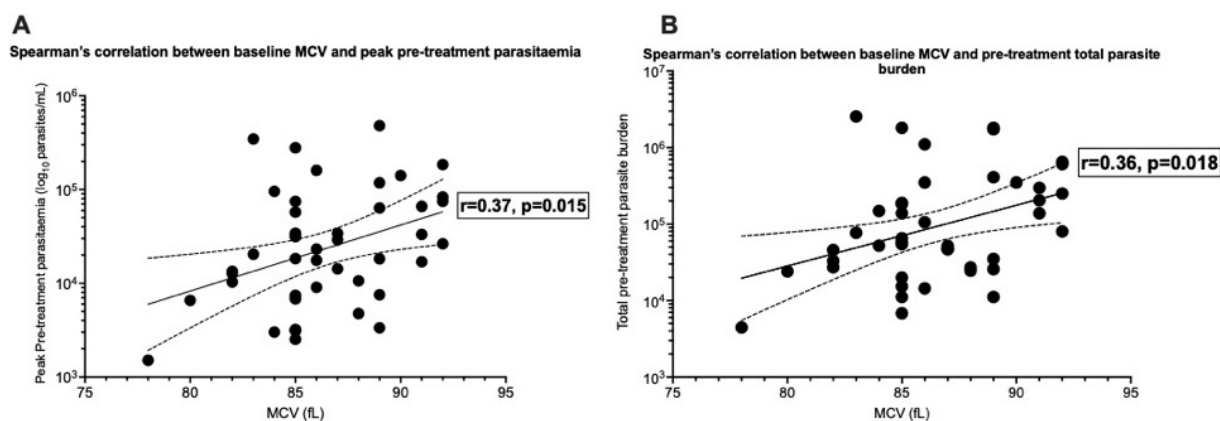 A
Spearman's correlation between baseline MCV and peak pre-treatment parasitaemia
Peak Pre-treatment parasitaemia (log10 parasites/mL)
10⁶
10⁵
10⁴
10³
r=0.37, p=0.015
75
80
85
90
95
MCV (fL)
B
Spearman's correlation between baseline MCV and pre-treatment total parasite
burden
Total pre-treatment parasite burden
10⁷
10⁶
10⁵
10⁴
10³
r=0.36, p=0.018
75
80
85
90
95
MCV (fL)